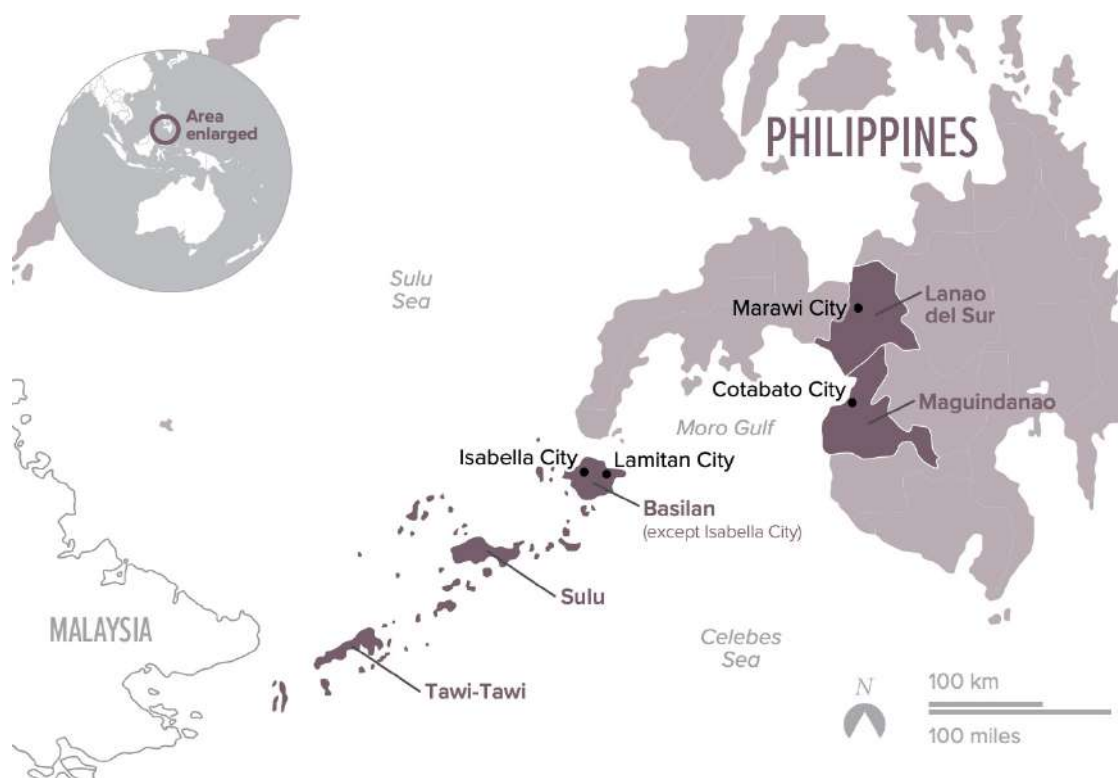 Area
enlarged
PHILIPPINES
Sulu
Sea
Marawi City
Lanao
del Sur
Cotabato City
Maguindanao
Moro Gulf
Isabella City
Lamitan City
Basilan
(except Isabella City)
Sulu
MALAYSIA
Celebes
Sea
Tawi-Tawi
N
100 km
100 miles